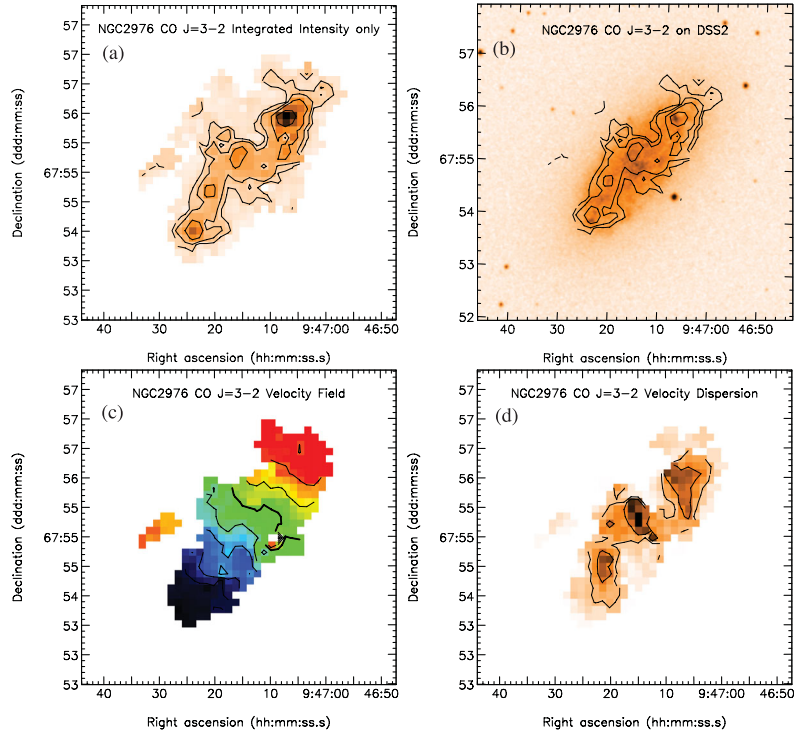 NGC2976 CO J=3-2 Integrated Intensity only
(a)
57
57
56
55
67:55
55
54
53
53
Declination (ddd:mm:ss)
40 30 20 10 9:47:00 46:50
Right ascension (hh:mm:ss.s)
NGC2976 CO J=3-2 on DSS2
(b)
57
56
67:55
54
53
52
Declination (ddd:mm:ss)
40 30 20 10 9:47:00 46:50
Right ascension (hh:mm:ss.s)
NGC2976 CO J=3-2 Velocity Field
(c)
57
57
56
55
67:55
55
54
53
53
Declination (ddd:mm:ss)
40 30 20 10 9:47:00 46:50
Right ascension (hh:mm:ss.s)
NGC2976 CO J=3-2 Velocity Dispersion
(d)
57
57
56
55
67:55
55
54
53
53
Declination (ddd:mm:ss)
40 30 20 10 9:47:00 46:50
Right ascension (hh:mm:ss.s)